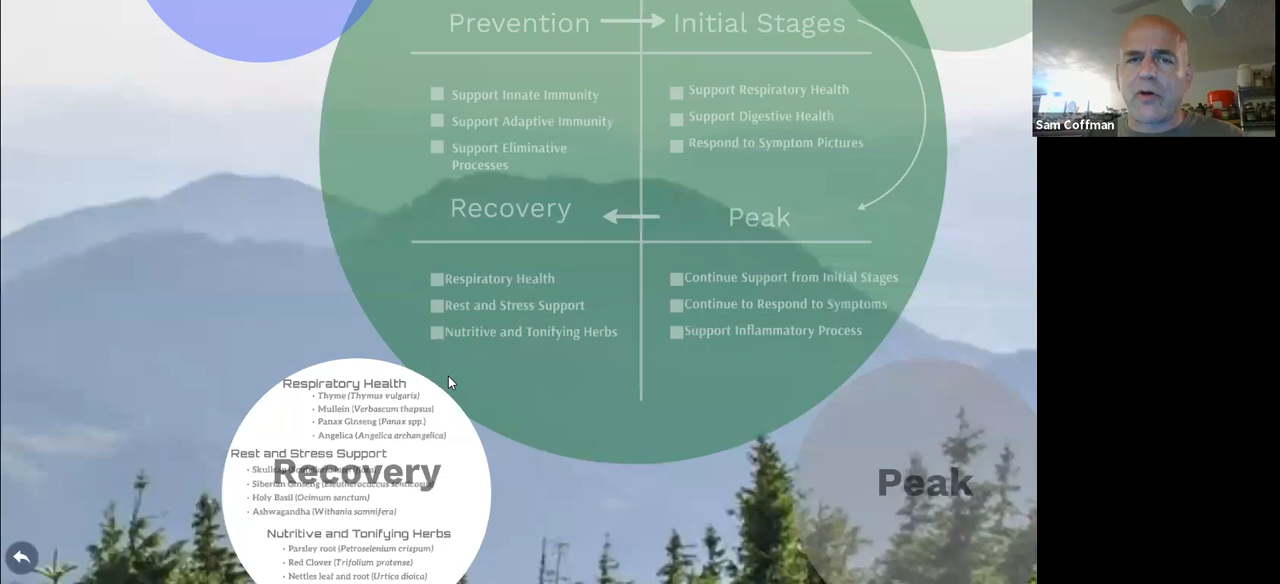 Prevention
Initial Stages
Support Innate Immunity
Support Adaptive Immunity
Support Eliminative
Processes
Support Respiratory Health
Support Digestive Health
Respond to Symptom Pictures
Recovery
Peak
Respiratory Health
Rest and Stress Support
Nutritive and Tonifying Herbs
Continue Support from Initial Stages
Continue to Respond to Symptoms
Support Inflammatory Process
Respiratory Health
• Thyme (Thymus vulgaris)
• Mullein (Verbascum thapsus)
• Panax Ginseng (Panax spp.)
• Angelica (Angelica archangelica)
Rest and Stress Support
• Skullcap
Recovery
• Siberian Ginseng (Eleutherococcus
• Holy Basil (Ocimum sanctum)
• Ashwagandha (Withania somnifera)
Nutritive and Tonifying Herbs
• Parsley root (Petroselenium crispum)
• Red Clover (Trifolium pratense)
• Nettles leaf and root (Urtica dioica)
Peak
Sam Coffman